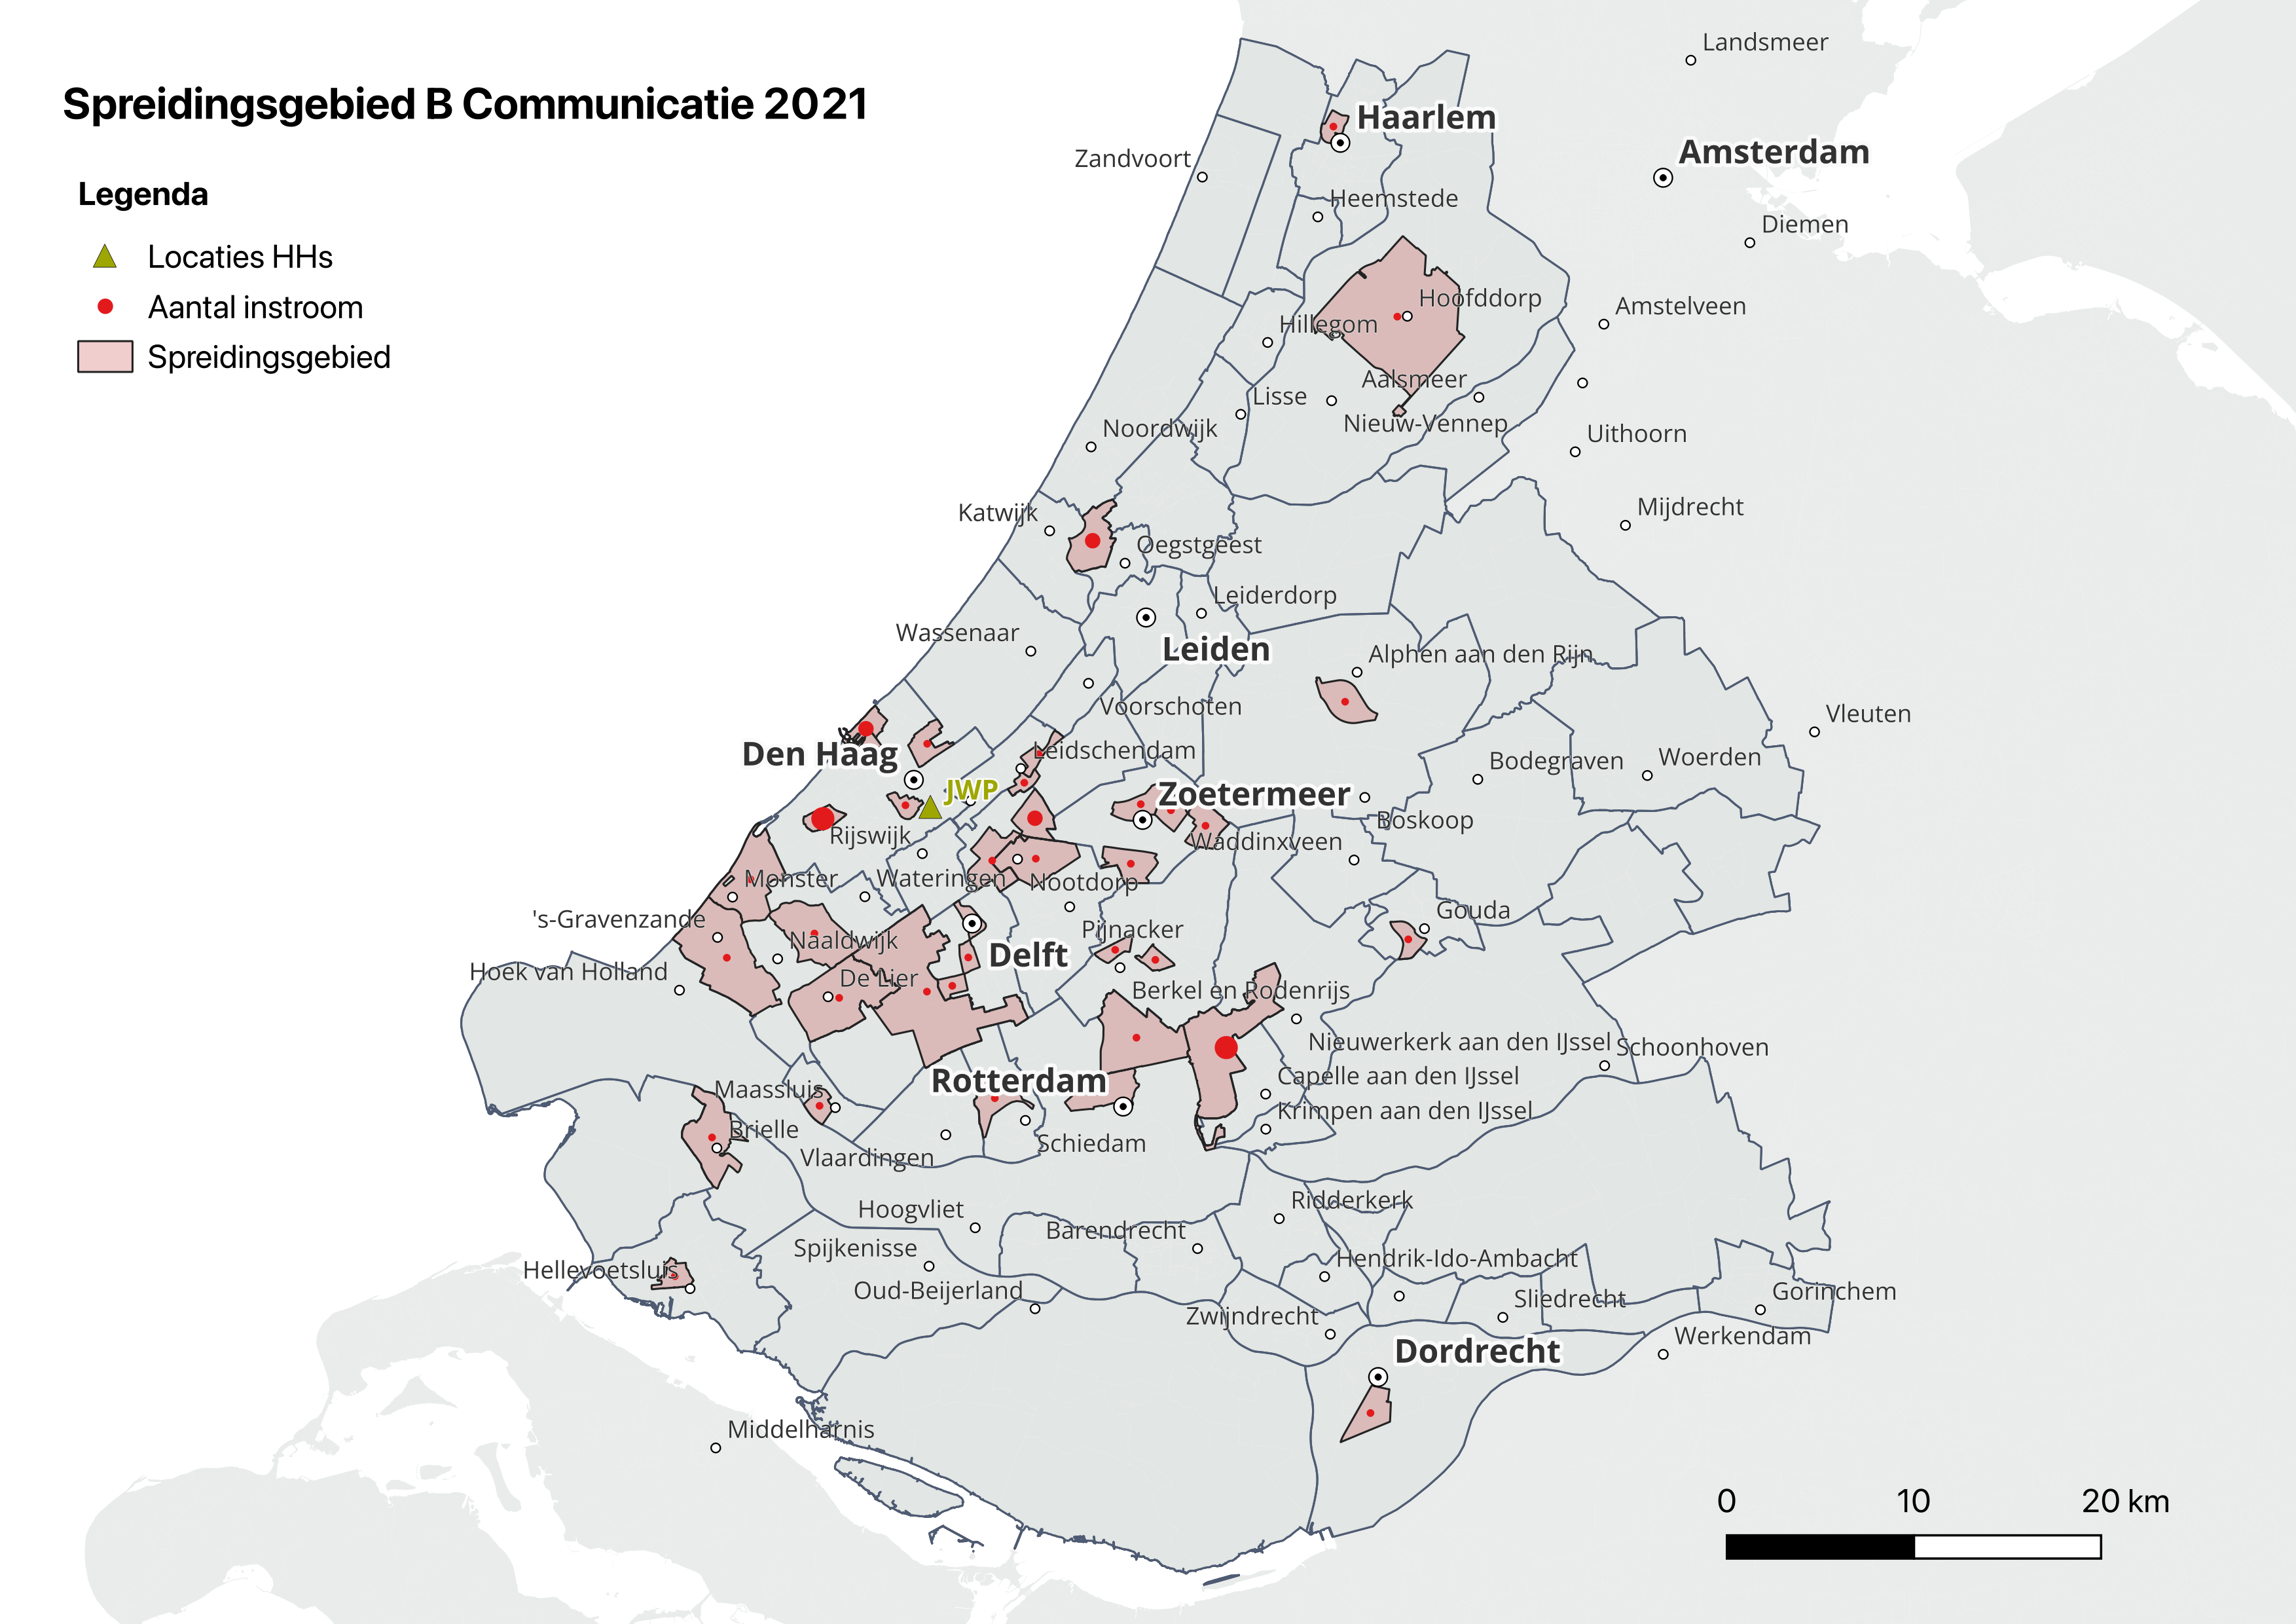 Spreidingsgebied B Communicatie 2021
Legenda
Locaties HHs
Aantal instroom
Spreidingsgebied
Landsmeer
Haarlem
Amsterdam
Zandvoort
Heemstede
Diemen
Hoofddorp
Amstelveen
Hillegom
Aalsmeer
Lisse
Nieuw-Vennep
Noordwijk
Uithoorn
Katwijk
Mijdrecht
Oegstgeest
Leiderdorp
Wassenaar
Leiden
Alphen aan den Rijn
Voorschoten
Vleuten
Den Haag
Leidschendam
Bodegraven
Woerden
JWP
Zoetermeer
Boskoop
Rijswijk
Waddinxveen
Monster
Wateringen
Nootdorp
's-Gravenzande
Gouda
Naaldwijk
Pijnacker
Delft
Hoek van Holland
De Lier
Berkel en Rodenrijs
Nieuwerkerk aan den IJssel
Schoonhoven
Rotterdam
Capelle aan den IJssel
Maassluis
Krimpen aan den IJssel
Brielle
Schiedam
Vlaardingen
Hoogvliet
Ridderkerk
Barendrecht
Spijkenisse
Hendrik-Ido-Ambacht
Hellevoetsluis
Oud-Beijerland
Gorinchem
Sliedrecht
Zwijndrecht
Werkendam
Dordrecht
Middelharnis
0 10 20 km